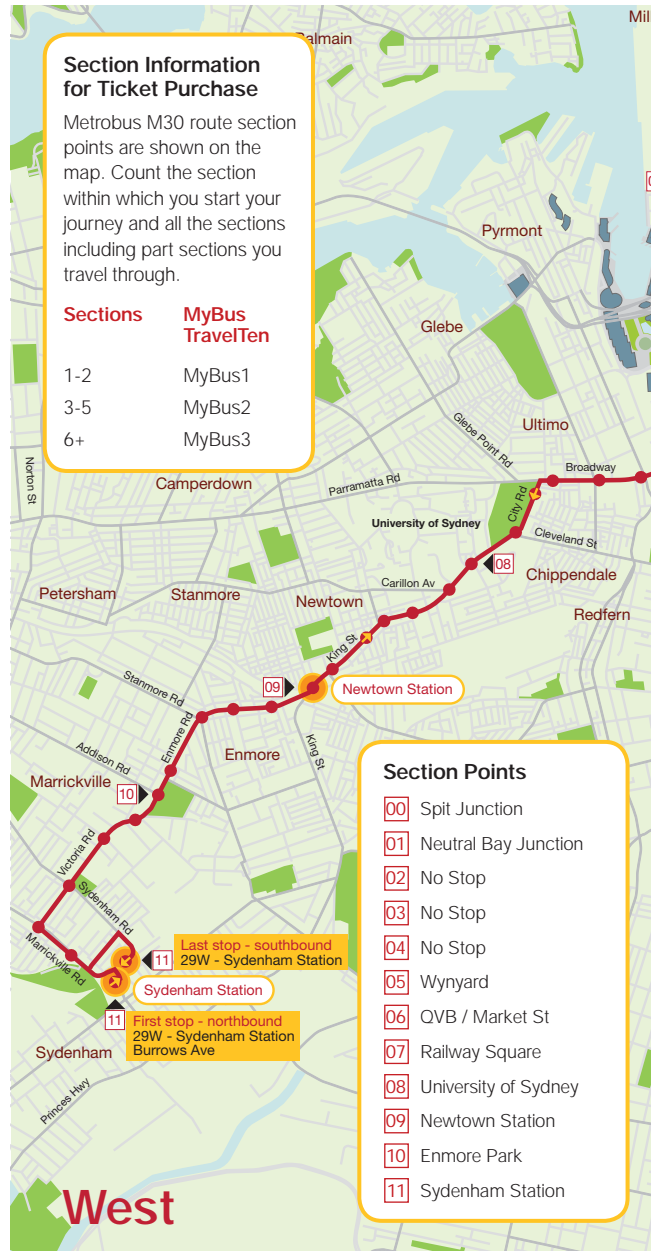 Section Information
for Ticket Purchase
Metrobus M30 route section
points are shown on the
map. Count the section
within which you start your
journey and all the sections
including part sections you
travel through.
Sections MyBus
TravelTen
1-2 MyBus1
3-5 MyBus2
6+ MyBus3
Balmain
Mil
Pyrmont
Glebe
Ultimo
Glebe Point Rd
Broadway
Norton St
Camperdown
Parramatta Rd
City Rd
University of Sydney
Cleveland St
08
Chippendale
Carillon Av
Petersham
Stanmore
Newtown
Redfern
King St
Stanmore Rd
09
Newtown Station
Enmore Rd
King St
Addison Rd
Enmore
Marrickville
10
Victoria Rd
Sydenham Rd
Marrickville Rd
11
Last stop - southbound
29W - Sydenham Station
Sydenham Station
11
First stop - northbound
29W - Sydenham Station
Burrows Ave
Sydenham
Princes Hwy
West
Section Points
00 Spit Junction
01 Neutral Bay Junction
02 No Stop
03 No Stop
04 No Stop
05 Wynyard
06 QVB / Market St
07 Railway Square
08 University of Sydney
09 Newtown Station
10 Enmore Park
11 Sydenham Station